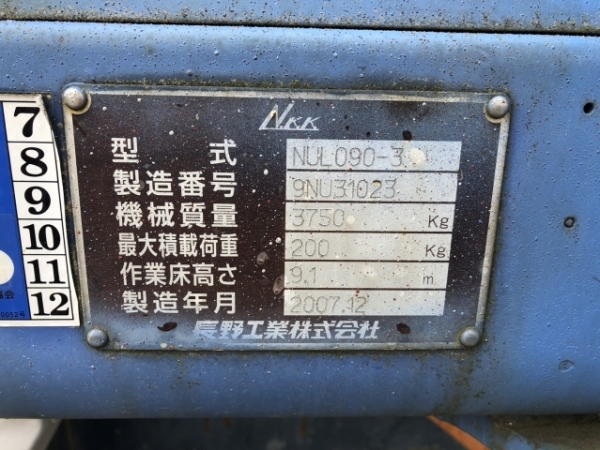 NKK
型式 NUL090-3
製造番号 9NU31023
機械質量 3750 Kg
最大積載荷重 200 Kg
作業床高さ 9.1 m
製造年月 2007.12
長野工業株式会社
7
8
9
10
11
12